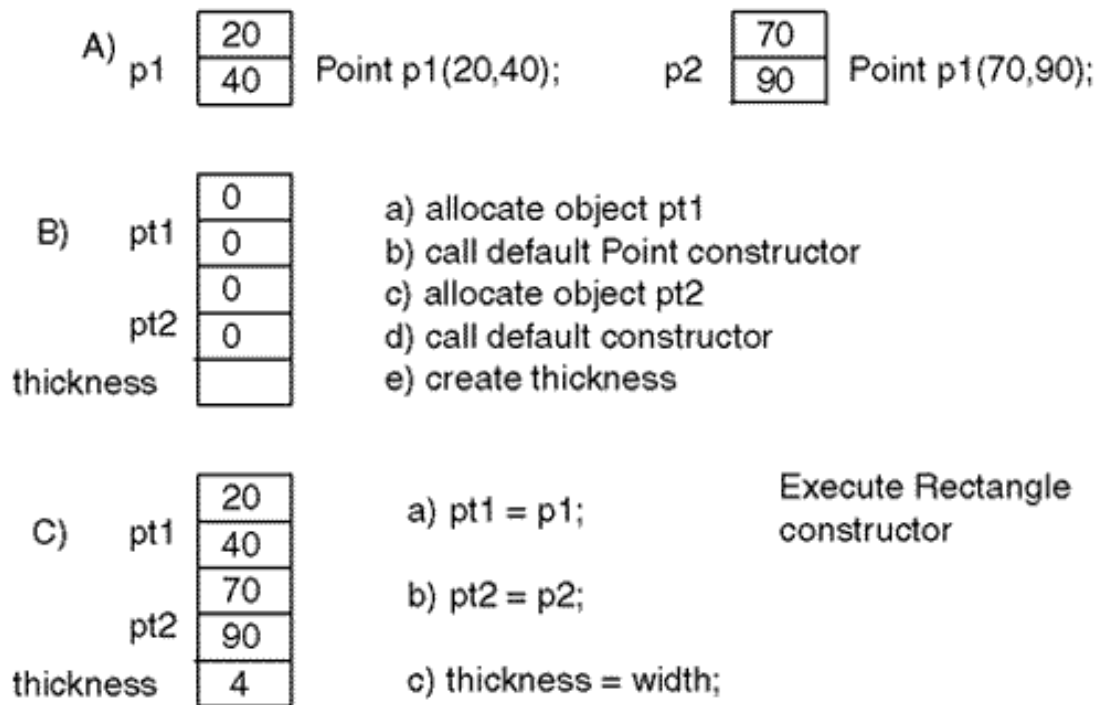 A)
p1
20
40
Point p1(20,40);
p2
70
90
Point p1(70,90);
B)
pt1
0
0
pt2
0
0
thickness
a) allocate object pt1
b) call default Point constructor
c) allocate object pt2
d) call default constructor
e) create thickness
C)
pt1
20
40
pt2
70
90
thickness
4
a) pt1 = p1;
b) pt2 = p2;
c) thickness = width;
Execute Rectangle
constructor